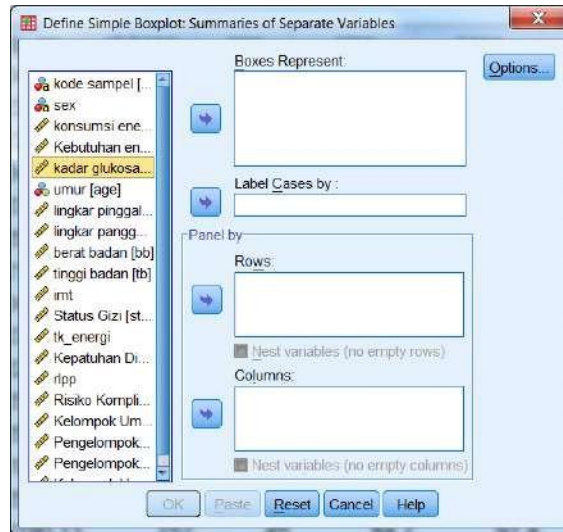 Define Simple Boxplot: Summaries of Separate Variables
Boxes Represent:
Options...
kode sampel [...
sex
konsumsi ene...
Kebutuhan en...
kadar glukosa...
umur [age]
lingkar pinggal...
lingkar pangg...
berat badan [bb]
tinggi badan [tb]
imt
Status Gizi [st...
tk_energi
Kepatuhan Di...
rlpp
Risiko Kompli...
Kelompok Um...
Pengelompok...
Pengelompok...
Label Cases by :
Panel by
Rows:
Nest variables (no empty rows)
Columns:
Nest variables (no empty columns)
OK
Paste
Reset
Cancel
Help